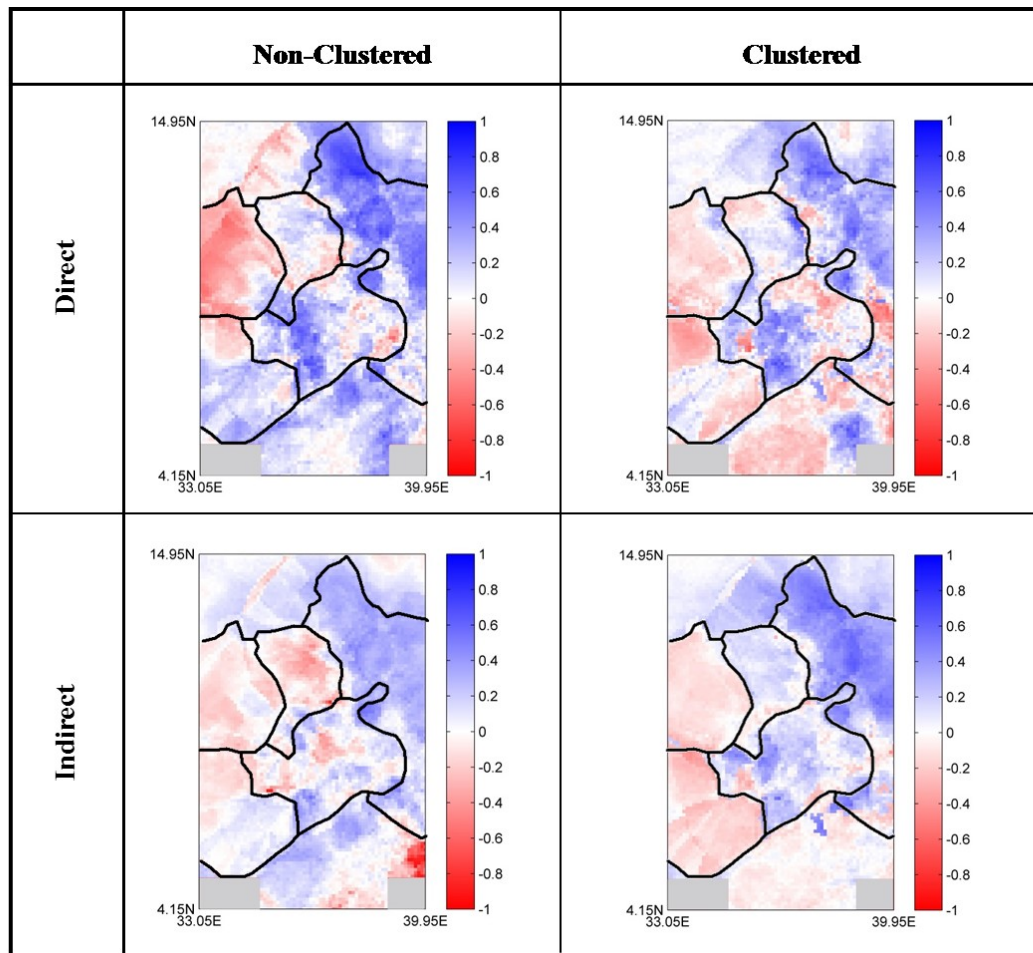 Non-Clustered
Clustered
Direct
14.95N
4.15N
33.05E
39.95E
1
0.8
0.6
0.4
0.2
0
-0.2
-0.4
-0.6
-0.8
-1
14.95N
4.15N
33.05E
39.95E
1
0.8
0.6
0.4
0.2
0
-0.2
-0.4
-0.6
-0.8
-1
Indirect
14.95N
4.15N
33.05E
39.95E
1
0.8
0.6
0.4
0.2
0
-0.2
-0.4
-0.6
-0.8
-1
14.95N
4.15N
33.05E
39.95E
1
0.8
0.6
0.4
0.2
0
-0.2
-0.4
-0.6
-0.8
-1